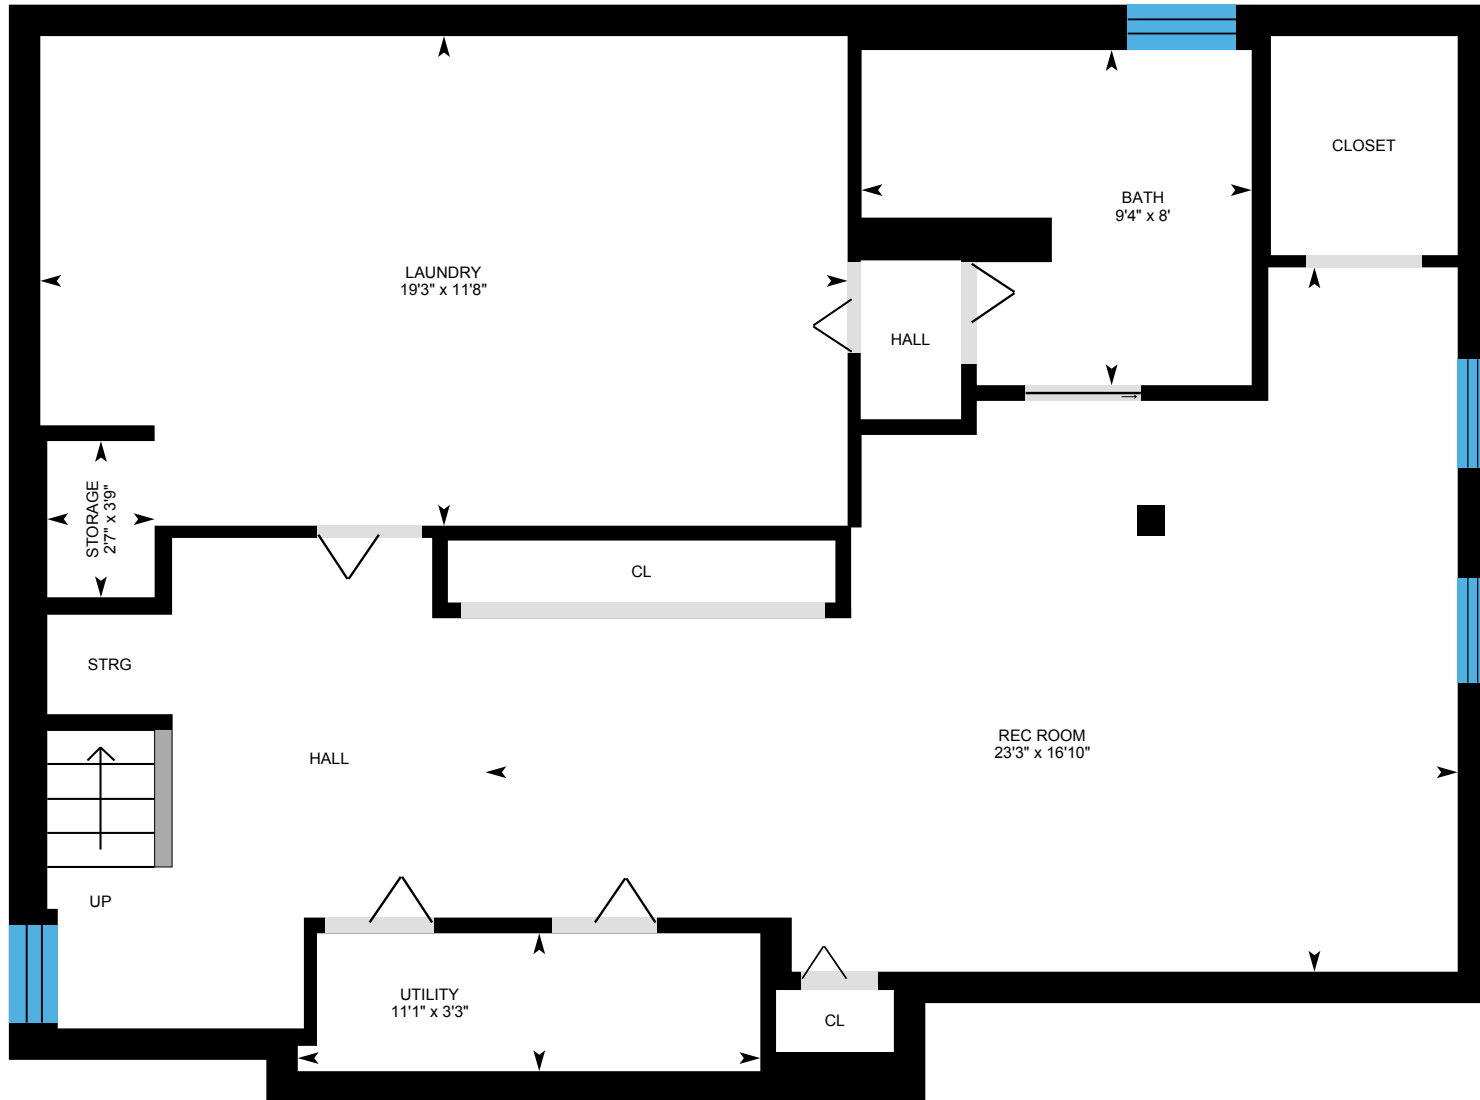 CLOSET
BATH
9'4" x 8'
LAUNDRY
19'3" x 11'8"
HALL
STORAGE
2'7" x 3'9"
CL
STRG
REC ROOM
23'3" x 16'10"
HALL
UP
UTILITY
11'1" x 3'3"
CL